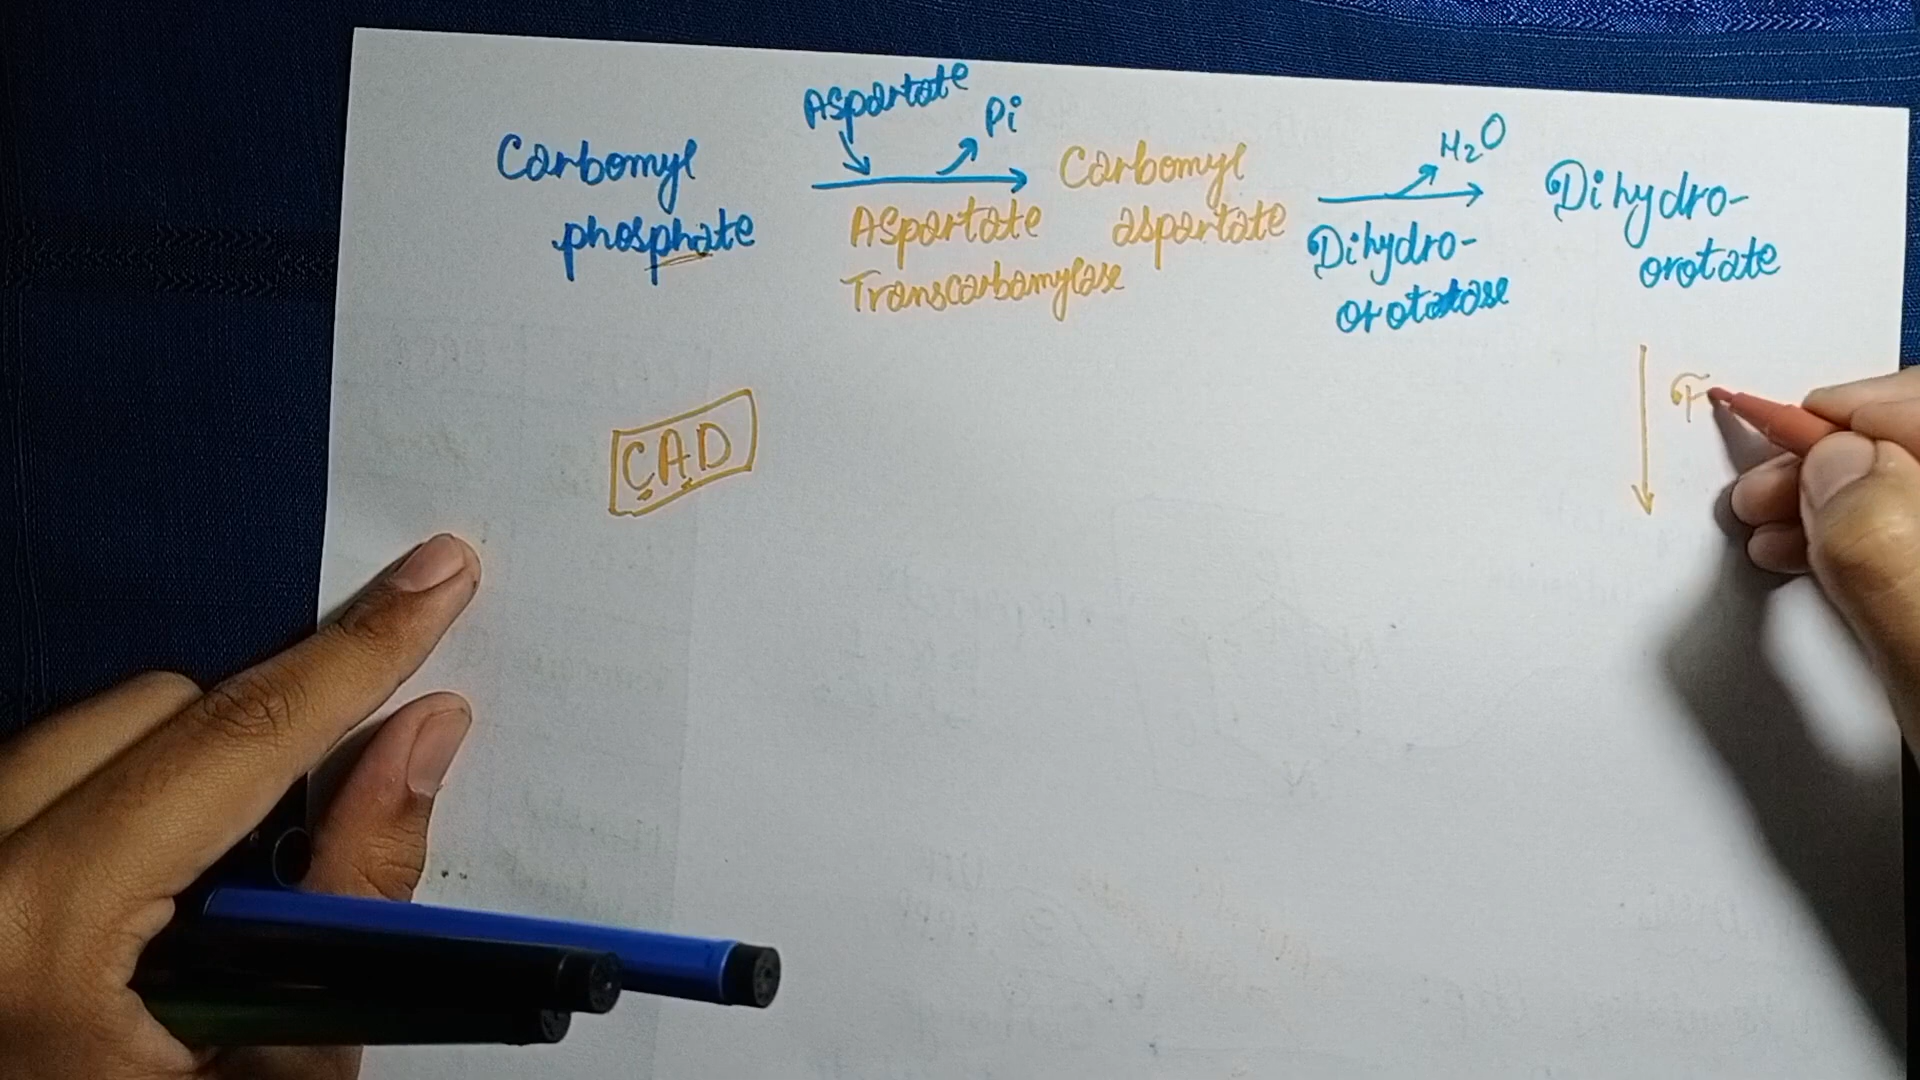 Aspartate
Pi
H2O
Carbomyl
phosphate
Carbomyl
aspartate
Aspartate
Transcarbamylase
Dihydro-
orotatase
Dihydro-
orotate
F
CAD